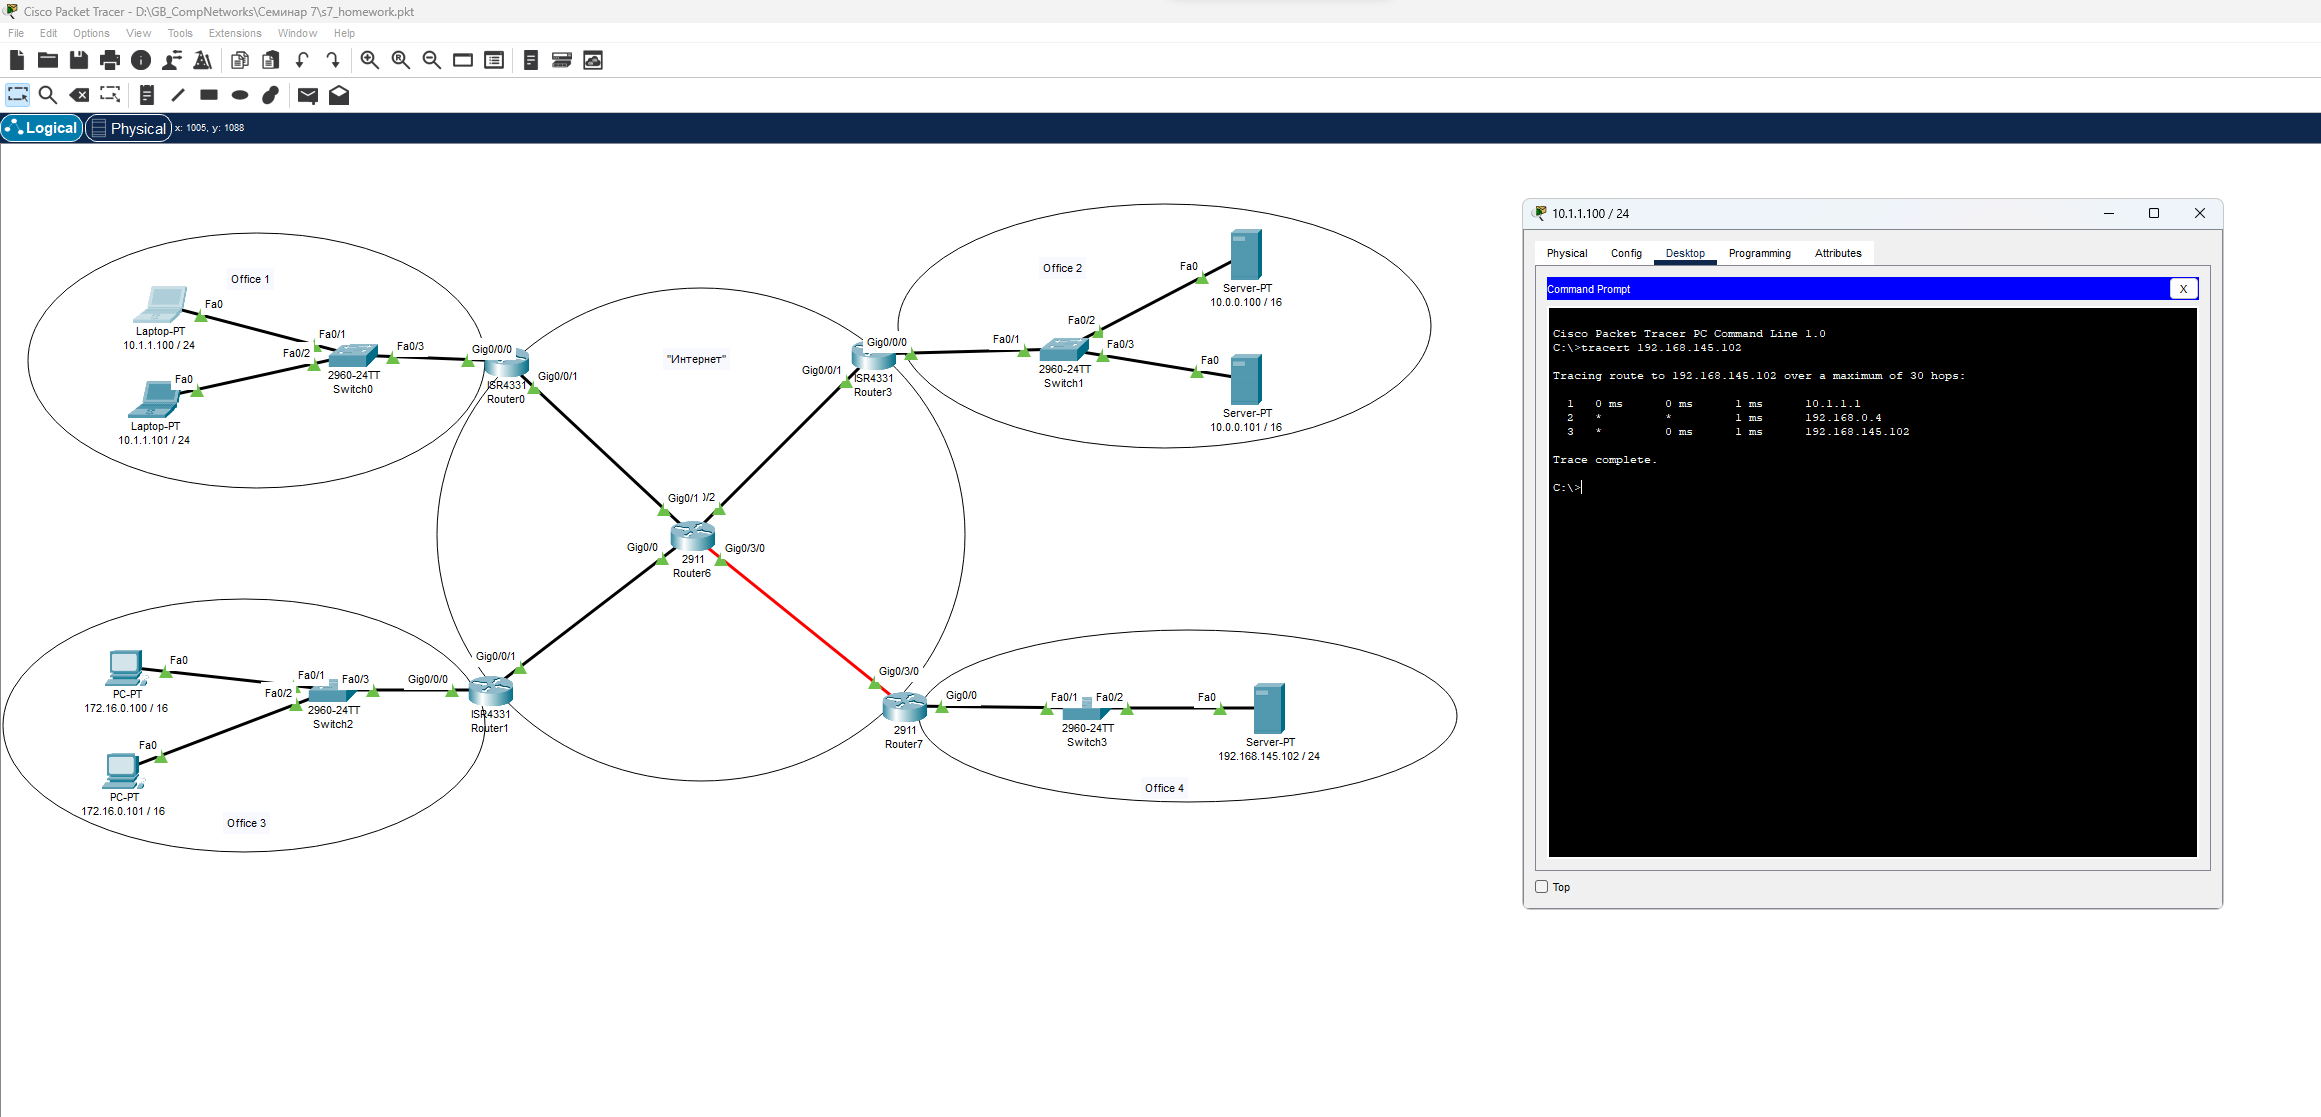 Cisco Packet Tracer - D:\GB_CompNetworks\Семинар 7\s7_homework.pkt
File Edit Options View Tools Extensions Window Help
Logical Physical x: 1005, y: 1088
Office 1
Fa0
Laptop-PT
10.1.1.100 / 24
Fa0/1
Fa0/2
Fa0/3
2960-24TT
Switch0
Fa0
Laptop-PT
10.1.1.101 / 24
Gig0/0/0
Gig0/0/1
ISR4331
Router0
"Интернет"
Office 2
Gig0/0/0
Gig0/0/1
ISR4331
Router3
Fa0/1
Fa0/2
Fa0/3
2960-24TT
Switch1
Fa0
Server-PT
10.0.0.100 / 16
Fa0
Server-PT
10.0.0.101 / 16
Gig0/1 )/2
Gig0/0
Gig0/3/0
2911
Router6
Fa0
PC-PT
172.16.0.100 / 16
Fa0/1
Fa0/2
Fa0/3
2960-24TT
Switch2
Gig0/0/0
Gig0/0/1
ISR4331
Router1
Fa0
PC-PT
172.16.0.101 / 16
Office 3
Gig0/3/0
Gig0/0
2911
Router7
Fa0/1
Fa0/2
2960-24TT
Switch3
Fa0
Server-PT
192.168.145.102 / 24
Office 4
10.1.1.100 / 24
Physical Config Desktop Programming Attributes
Command Prompt X
Cisco Packet Tracer PC Command Line 1.0
C:\>tracert 192.168.145.102
Tracing route to 192.168.145.102 over a maximum of 30 hops:
1 0 ms 0 ms 1 ms 10.1.1.1
2 * * 1 ms 192.168.0.4
3 * 0 ms 1 ms 192.168.145.102
Trace complete.
C:\>
Top